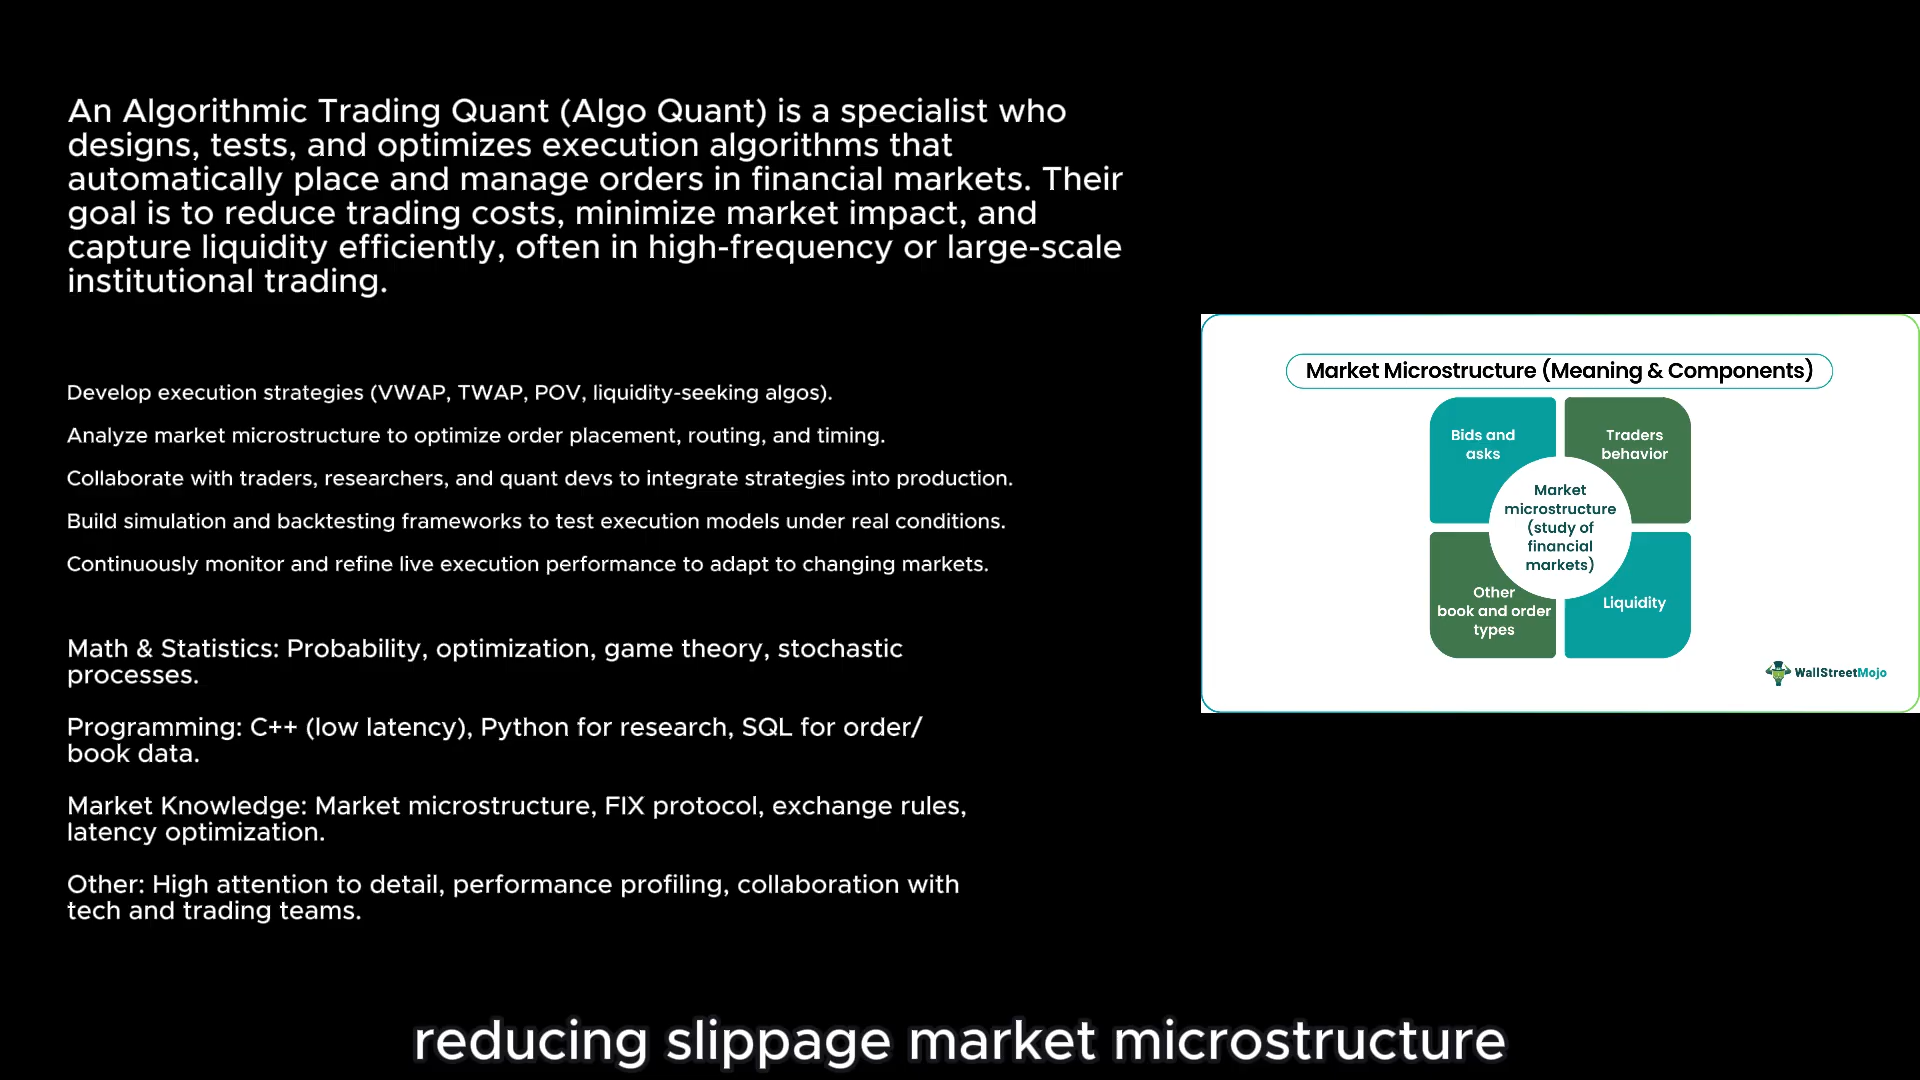 An Algorithmic Trading Quant (Algo Quant) is a specialist who
designs, tests, and optimizes execution algorithms that
automatically place and manage orders in financial markets. Their
goal is to reduce trading costs, minimize market impact, and
capture liquidity efficiently, often in high-frequency or large-scale
institutional trading.
Develop execution strategies (VWAP, TWAP, POV, liquidity-seeking algos).
Analyze market microstructure to optimize order placement, routing, and timing.
Collaborate with traders, researchers, and quant devs to integrate strategies into production.
Build simulation and backtesting frameworks to test execution models under real conditions.
Continuously monitor and refine live execution performance to adapt to changing markets.
Math & Statistics: Probability, optimization, game theory, stochastic
processes.
Programming: C++ (low latency), Python for research, SQL for order/
book data.
Market Knowledge: Market microstructure, FIX protocol, exchange rules,
latency optimization.
Other: High attention to detail, performance profiling, collaboration with
tech and trading teams.
Market Microstructure (Meaning & Components)
Bids and
asks
Traders
behavior
Market
microstructure
(study of
financial
markets)
Other
book and order
types
Liquidity
WallStreetMojo
reducing slippage market microstructure